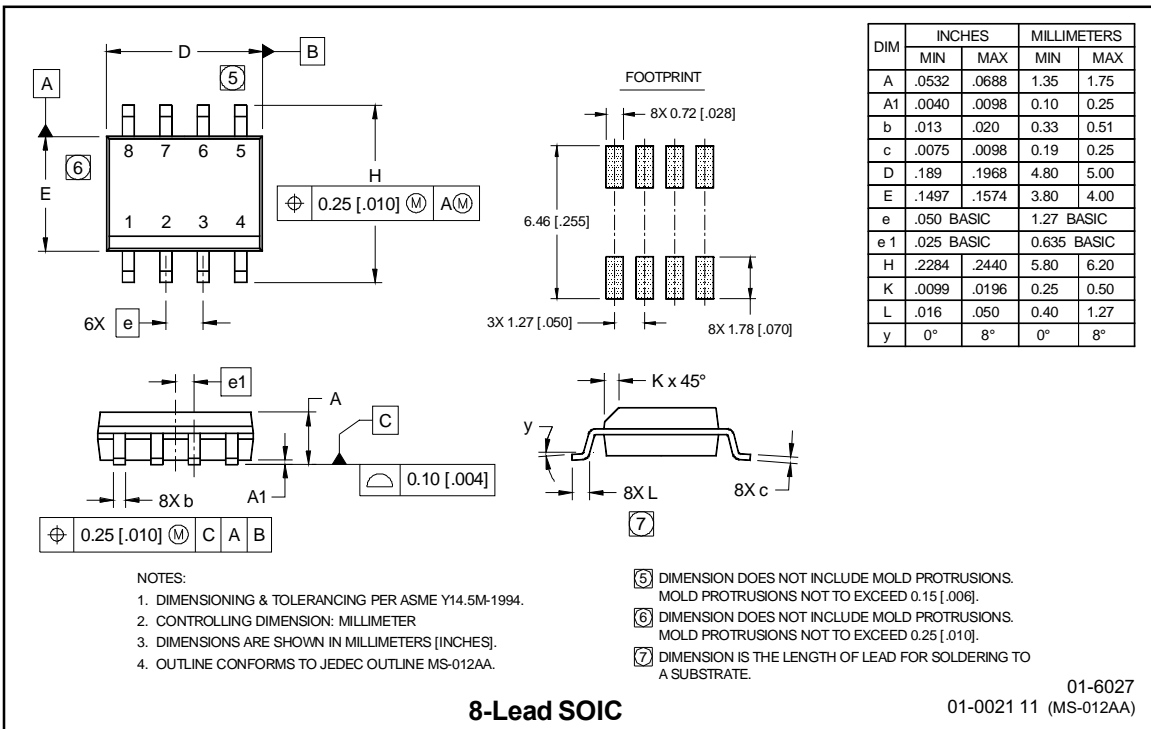 D
B
5
A
8 7 6 5
6
E
H
0.25 [.010] Ⓜ A Ⓜ
1 2 3 4
6X e
FOOTPRINT
8X 0.72 [.028]
6.46 [.255]
3X 1.27 [.050]
8X 1.78 [.070]
DIM INCHES MILLIMETERS
MIN MAX MIN MAX
A .0532 .0688 1.35 1.75
A1 .0040 .0098 0.10 0.25
b .013 .020 0.33 0.51
c .0075 .0098 0.19 0.25
D .189 .1968 4.80 5.00
E .1497 .1574 3.80 4.00
e .050 BASIC 1.27 BASIC
e 1 .025 BASIC 0.635 BASIC
H .2284 .2440 5.80 6.20
K .0099 .0196 0.25 0.50
L .016 .050 0.40 1.27
y 0° 8° 0° 8°
e1
A
C
0.10 [.004]
8X b
A1
0.25 [.010] Ⓜ C A B
K x 45°
y
8X L
8X c
7
NOTES:
1. DIMENSIONING & TOLERANCING PER ASME Y14.5M-1994.
2. CONTROLLING DIMENSION: MILLIMETER
3. DIMENSIONS ARE SHOWN IN MILLIMETERS [INCHES].
4. OUTLINE CONFORMS TO JEDEC OUTLINE MS-012AA.
5 DIMENSION DOES NOT INCLUDE MOLD PROTRUSIONS.
MOLD PROTRUSIONS NOT TO EXCEED 0.15 [.006].
6 DIMENSION DOES NOT INCLUDE MOLD PROTRUSIONS.
MOLD PROTRUSIONS NOT TO EXCEED 0.25 [.010].
7 DIMENSION IS THE LENGTH OF LEAD FOR SOLDERING TO
A SUBSTRATE.
8-Lead SOIC
01-6027
01-0021 11 (MS-012AA)